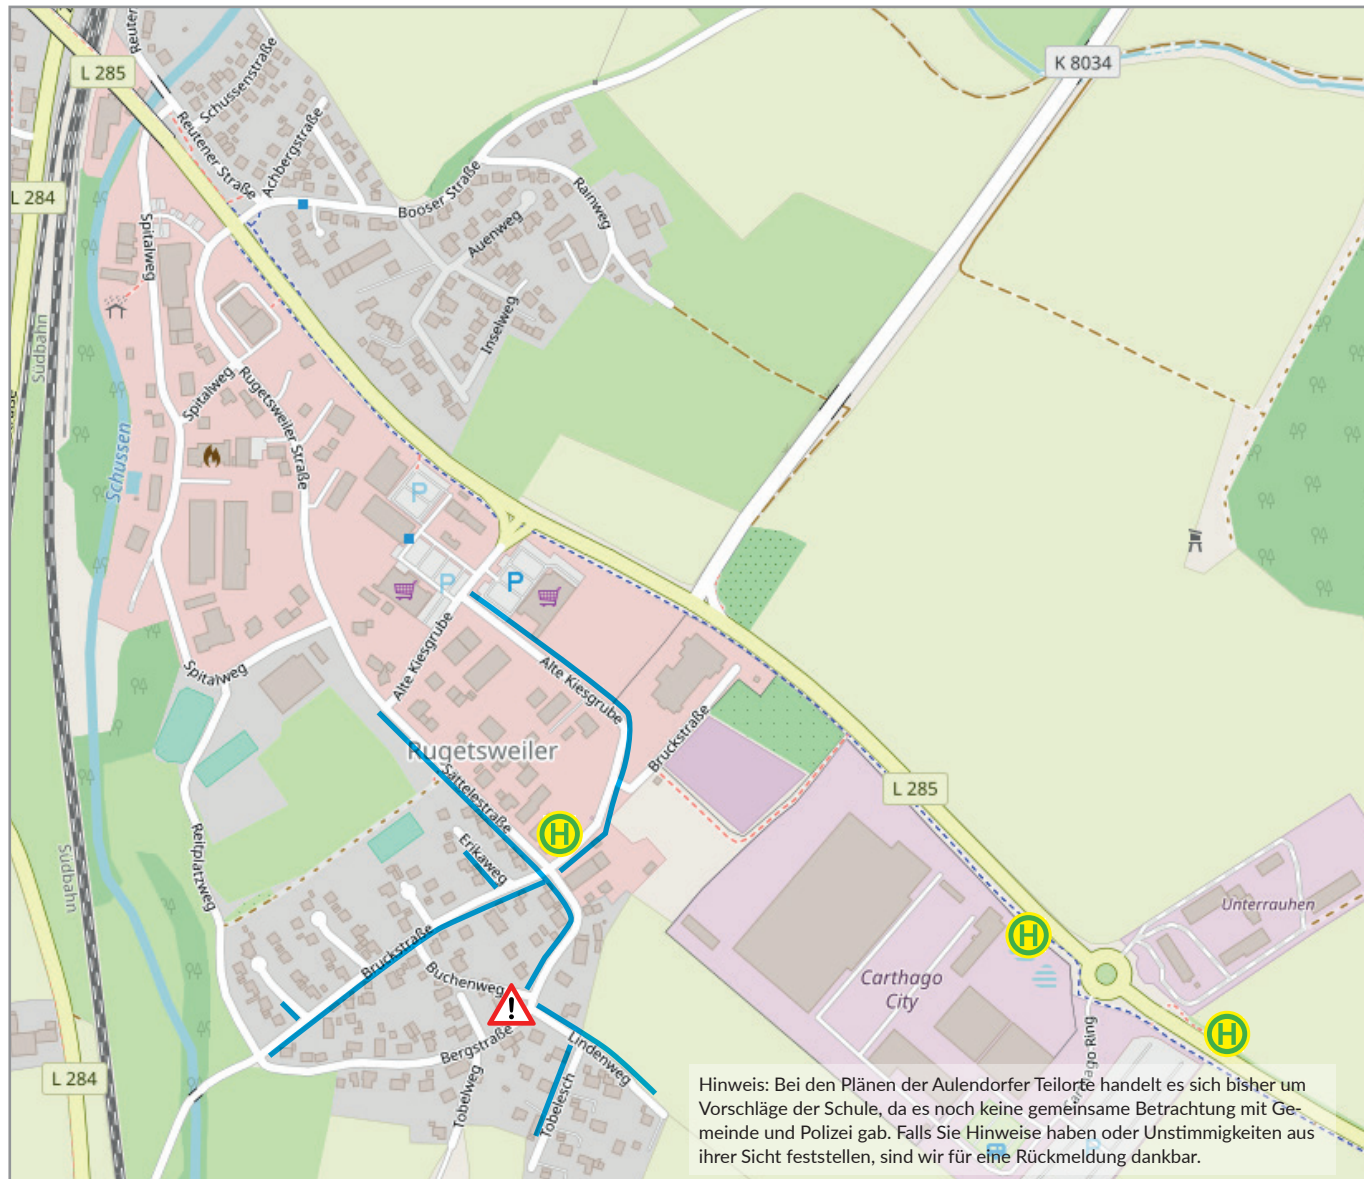 Reuten
L 285
Schussenstraße
K 8034
Reutener Straße
Achbergstraße
L 284
Booser Straße
Rainweg
Spitalweg
Auenweg
Inselweg
Südbahn
Spitalweg
Rugetsweiler Straße
Schussen
P
P
P
Alte Kiesgrube
Alte Kiesgrube
Spitalweg
Bruckstraße
Rugetsweiler
Sattelestraße
L 285
H
Erikaweg
Südbahn
Reitplatzweg
Unterrauhen
H
Bruckstraße
Buchenweg
Carthago
City
!
H
Bergstraße
Lindenweg
L 284
Tobelweg
Tobelesch
Hinweis: Bei den Plänen der Aulendorfer Teilorte handelt es sich bisher um
Vorschläge der Schule, da es noch keine gemeinsame Betrachtung mit Ge-
meinde und Polizei gab. Falls Sie Hinweise haben oder Unstimmigkeiten aus
ihrer Sicht feststellen, sind wir für eine Rückmeldung dankbar.